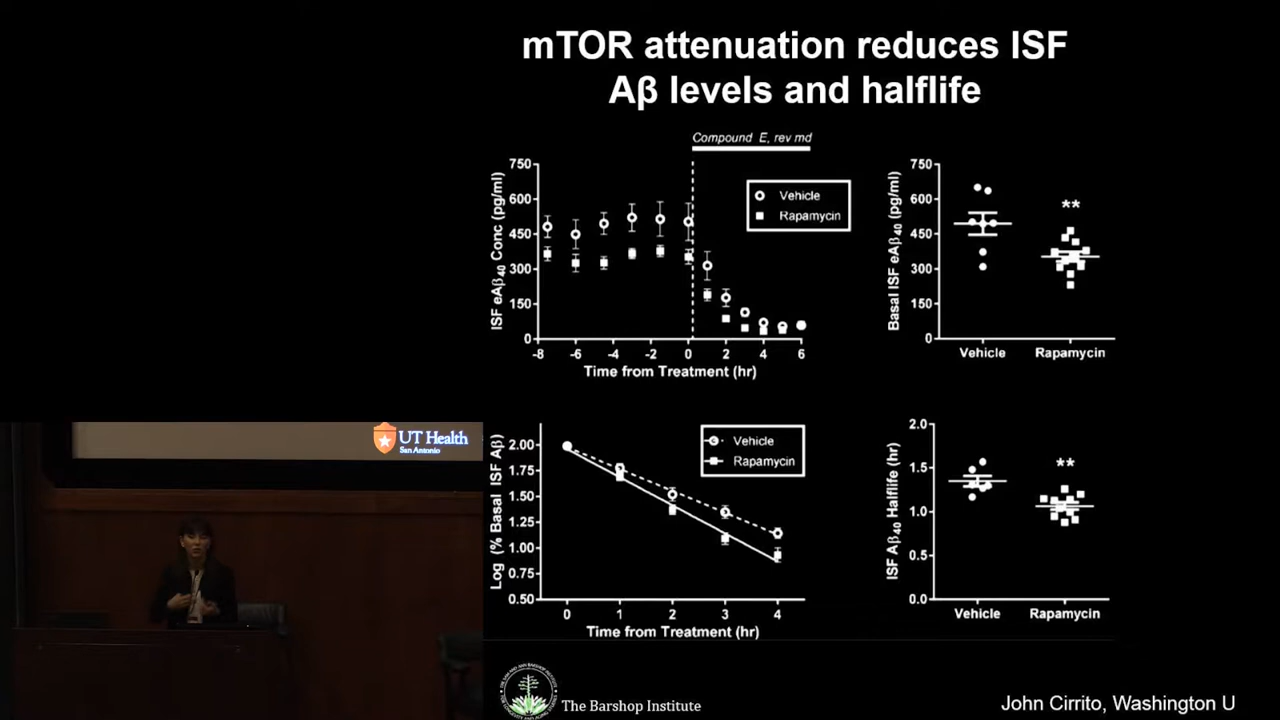 mTOR attenuation reduces ISF
Aβ levels and halflife
Compound E, rev md
ISF eAβ40 Conc (pg/ml)
750
600
450
300
150
0
-8 -6 -4 -2 0 2 4 6
Time from Treatment (hr)
Vehicle
Rapamycin
Basal ISF eAβ40 (pg/ml)
750
600
450
300
150
0
**
Vehicle Rapamycin
Log (% Basal ISF Aβ)
2.00
1.75
1.50
1.25
1.00
0.75
0.50
0 1 2 3 4
Time from Treatment (hr)
Vehicle
Rapamycin
ISF Aβ40 Halflife (hr)
2.0
1.5
1.0
0.5
0.0
**
Vehicle Rapamycin
UT Health
San Antonio
The Barshop Institute
John Cirrito, Washington U